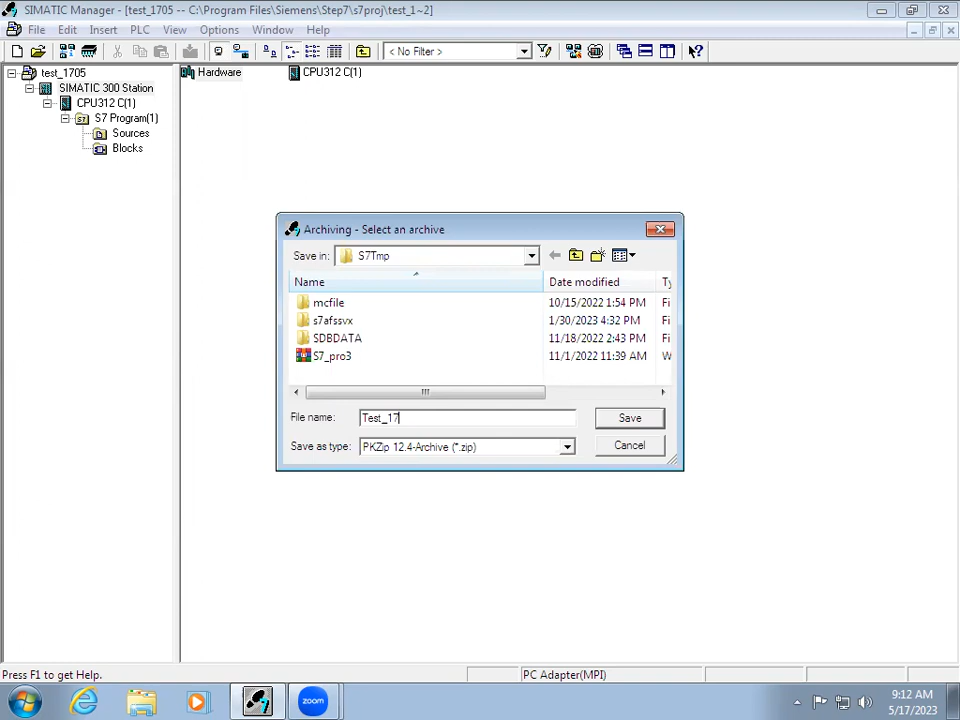 SIMATIC Manager - [test_1705 -- C:\Program Files\Siemens\Step7\s7proj\test_1~2]
File Edit Insert PLC View Options Window Help
< No Filter >
test_1705
SIMATIC 300 Station
CPU312 C(1)
S7 Program(1)
Sources
Blocks
Hardware
CPU312 C(1)
Archiving - Select an archive
Save in: S7Tmp
Name Date modified Ty
mcfile 10/15/2022 1:54 PM Fi
s7afssvx 1/30/2023 4:32 PM Fi
SDBDATA 11/18/2022 2:43 PM Fi
S7_pro3 11/1/2022 11:39 AM W
File name: Test_17 Save
Save as type: PKZip 12.4-Archive (*.zip) Cancel
Press F1 to get Help. PC Adapter(MPI)
zoom
9:12 AM
5/17/2023